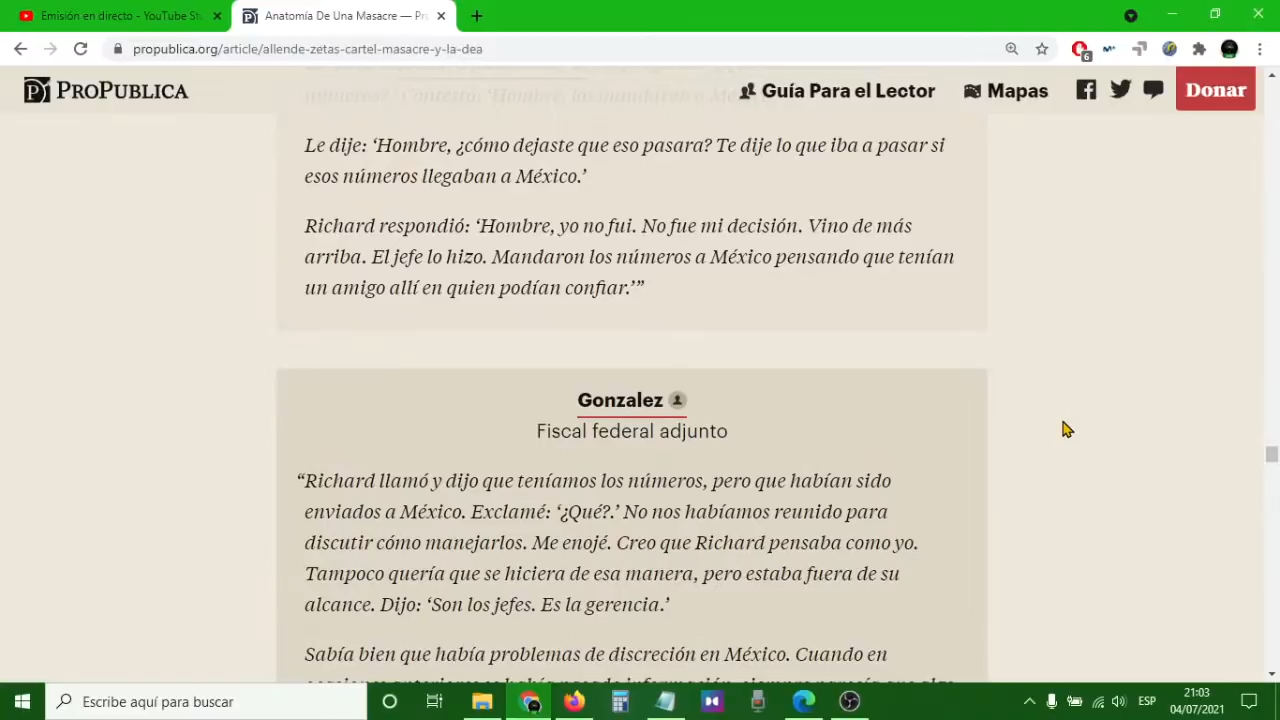 Emisión en directo - YouTube St
Anatomía De Una Masacre — Pr
propublica.org/article/allende-zetas-cartel-masacre-y-la-dea
6
PROPUBLICA
Guía Para el Lector
Mapas
Donar
Le dije: ‘Hombre, ¿cómo dejaste que eso pasara? Te dije lo que iba a pasar si
esos números llegaban a México.’
Richard respondió: ‘Hombre, yo no fui. No fue mi decisión. Vino de más
arriba. El jefe lo hizo. Mandaron los números a México pensando que tenían
un amigo allí en quien podían confiar.’”
Gonzalez
Fiscal federal adjunto
“Richard llamó y dijo que teníamos los números, pero que habían sido
enviados a México. Exclamé: ‘¿Qué?.’ No nos habíamos reunido para
discutir cómo manejarlos. Me enojé. Creo que Richard pensaba como yo.
Tampoco quería que se hiciera de esa manera, pero estaba fuera de su
alcance. Dijo: ‘Son los jefes. Es la gerencia.’
Sabía bien que había problemas de discreción en México. Cuando en
Escribe aquí para buscar
ESP
21:03
04/07/2021